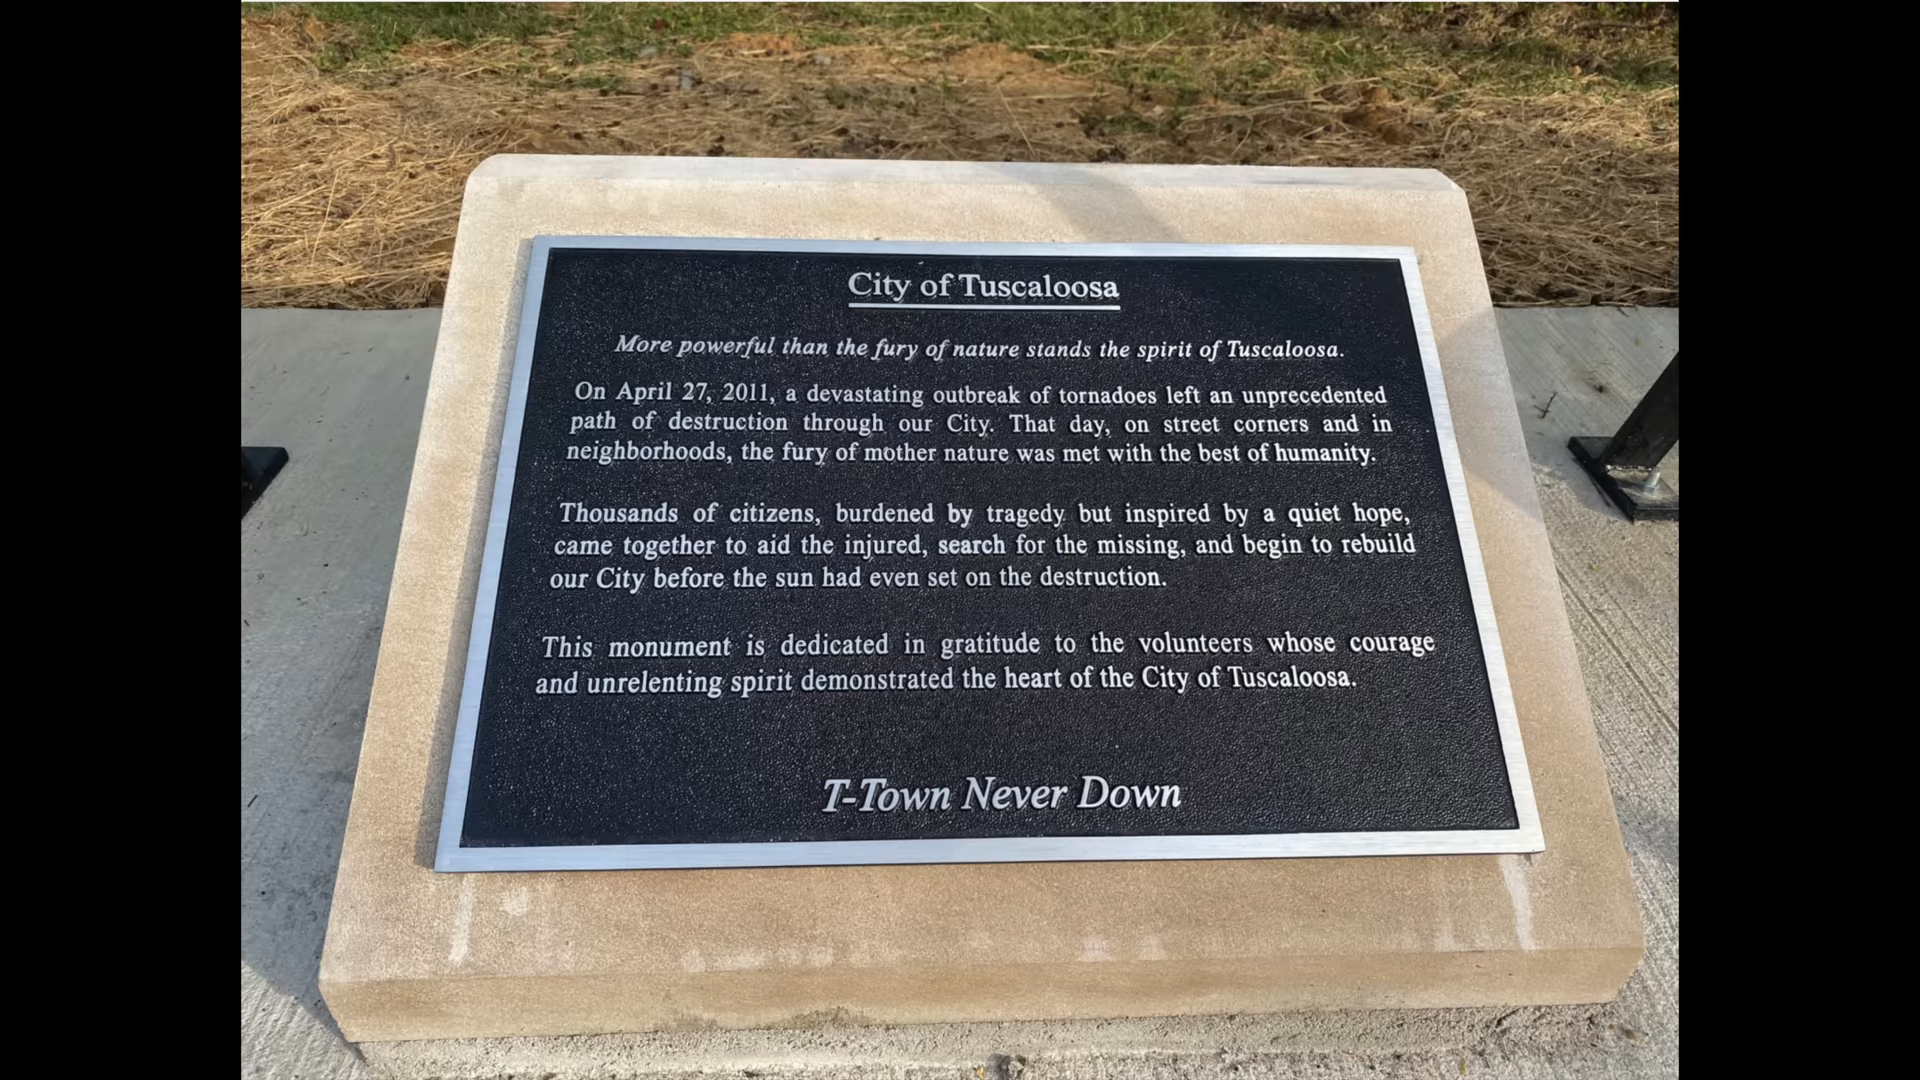 City of Tuscaloosa
More powerful than the fury of nature stands the spirit of Tuscaloosa.
On April 27, 2011, a devastating outbreak of tornadoes left an unprecedented
path of destruction through our City. That day, on street corners and in
neighborhoods, the fury of mother nature was met with the best of humanity.
Thousands of citizens, burdened by tragedy but inspired by a quiet hope,
came together to aid the injured, search for the missing, and begin to rebuild
our City before the sun had even set on the destruction.
This monument is dedicated in gratitude to the volunteers whose courage
and unrelenting spirit demonstrated the heart of the City of Tuscaloosa.
T-Town Never Down